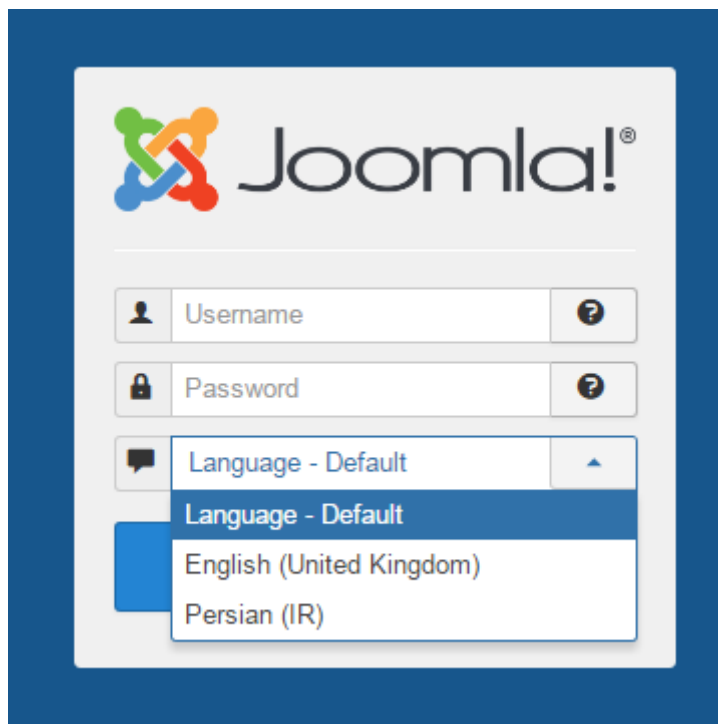 Joomla!®
Username
Password
Language - Default
Language - Default
English (United Kingdom)
Persian (IR)